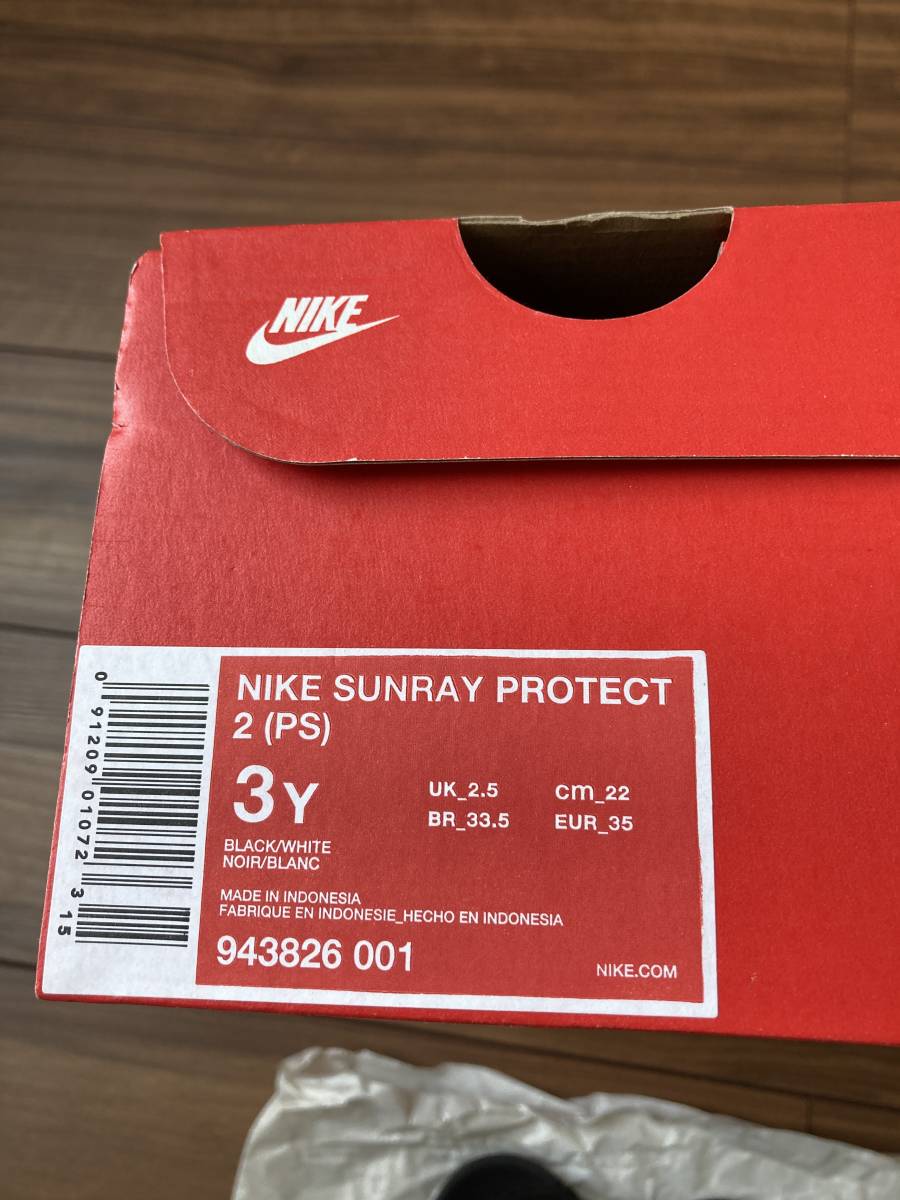 NIKE
NIKE SUNRAY PROTECT
2 (PS)
3Y
UK_2.5 cm_22
BR_33.5 EUR_35
BLACK/WHITE
NOIR/BLANC
MADE IN INDONESIA
FABRIQUE EN INDONESIE_HECHO EN INDONESIA
943826 001
NIKE.COM
0 91209 01072 3 15